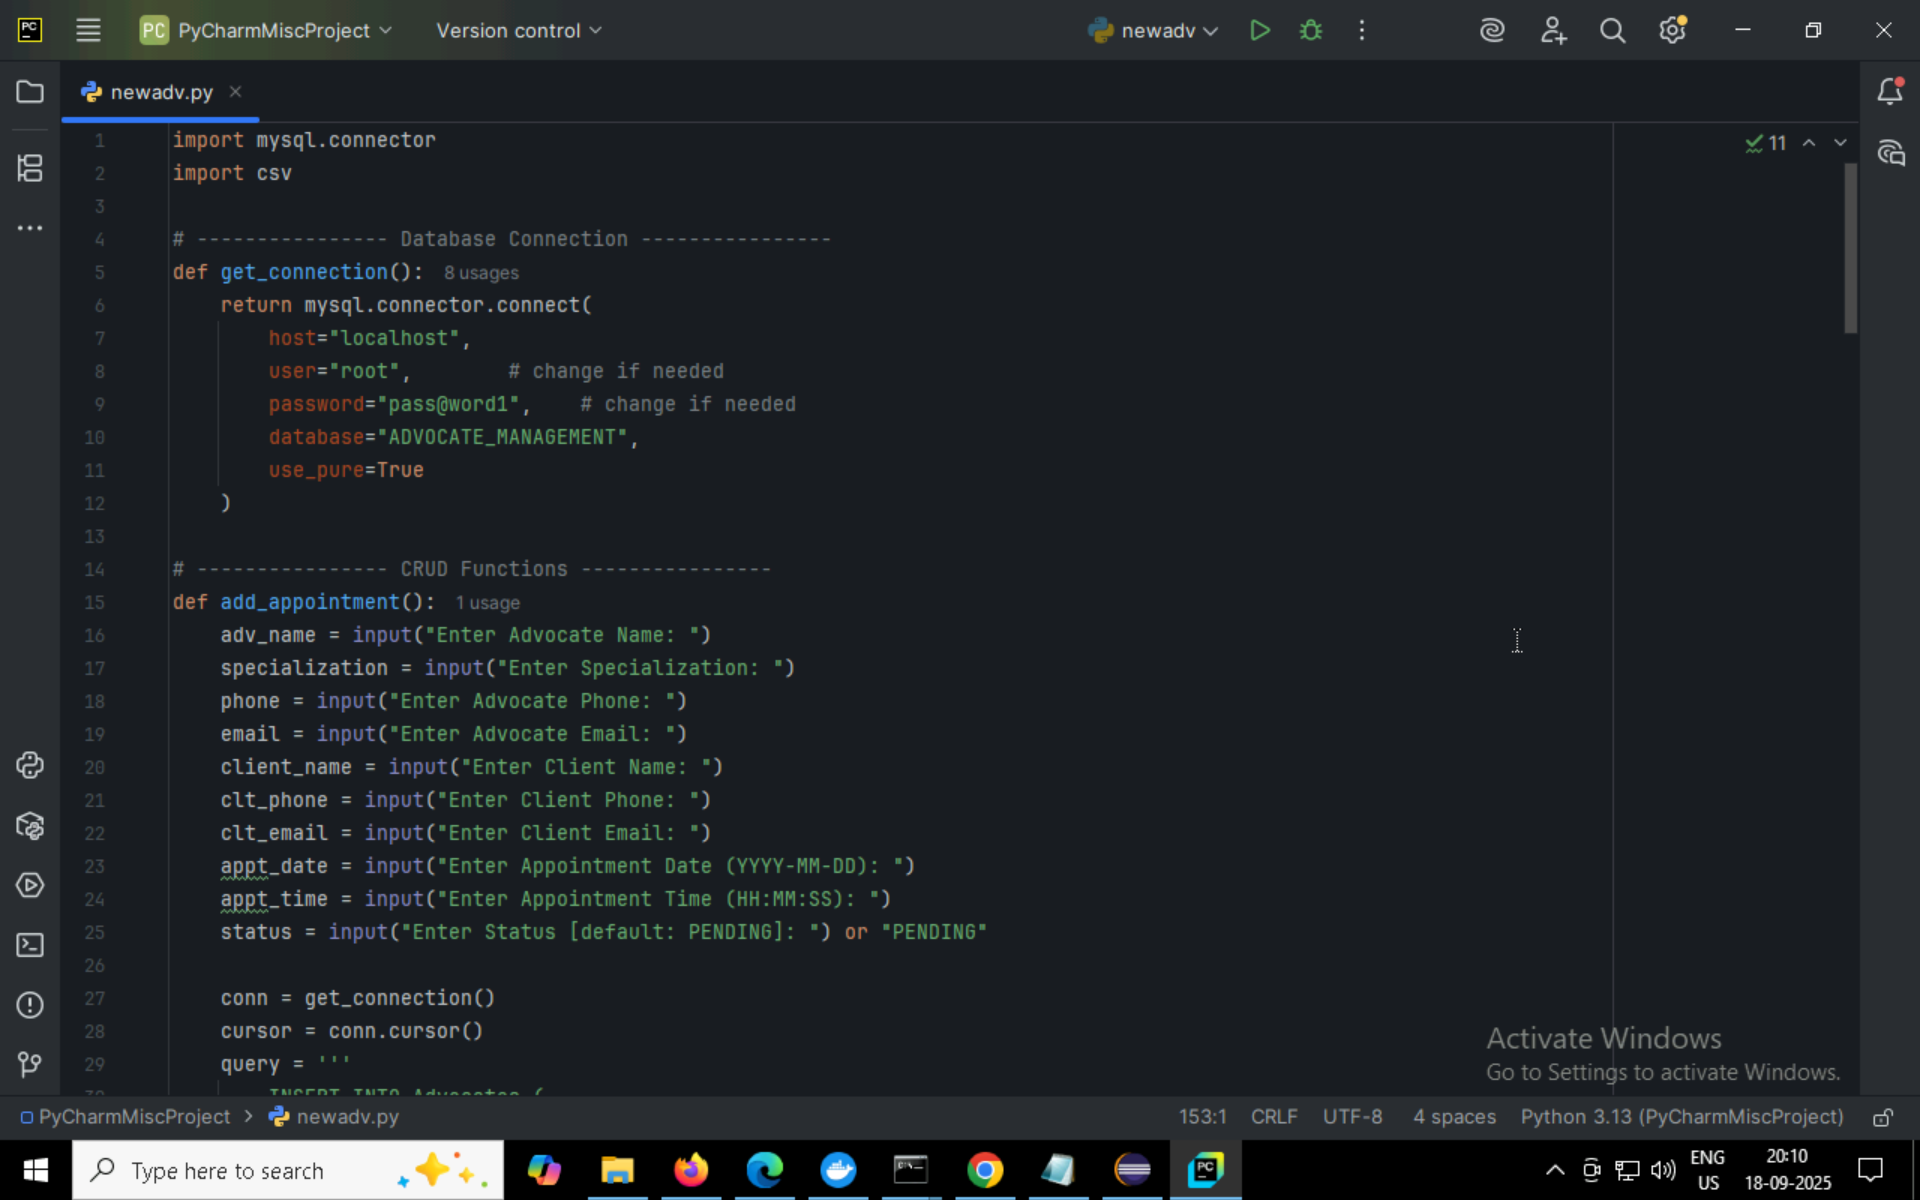 PC
PC PyCharmMiscProject
Version control
newadv
newadv.py
11
1 import mysql.connector
2 import csv
3
4 # ---------------- Database Connection ----------------
5 def get_connection(): 8 usages
6 return mysql.connector.connect(
7 host="localhost",
8 user="root", # change if needed
9 password="pass@word1", # change if needed
10 database="ADVOCATE_MANAGEMENT",
11 use_pure=True
12 )
13
14 # ---------------- CRUD Functions ----------------
15 def add_appointment(): 1 usage
16 adv_name = input("Enter Advocate Name: ")
17 specialization = input("Enter Specialization: ")
18 phone = input("Enter Advocate Phone: ")
19 email = input("Enter Advocate Email: ")
20 client_name = input("Enter Client Name: ")
21 clt_phone = input("Enter Client Phone: ")
22 clt_email = input("Enter Client Email: ")
23 appt_date = input("Enter Appointment Date (YYYY-MM-DD): ")
24 appt_time = input("Enter Appointment Time (HH:MM:SS): ")
25 status = input("Enter Status [default: PENDING]: ") or "PENDING"
26
27 conn = get_connection()
28 cursor = conn.cursor()
29 query = '''
30 INSERT INTO Advocates (
Activate Windows
Go to Settings to activate Windows.
PyCharmMiscProject > newadv.py
153:1 CRLF UTF-8 4 spaces Python 3.13 (PyCharmMiscProject)
Type here to search
PC
ENG
US
20:10
18-09-2025